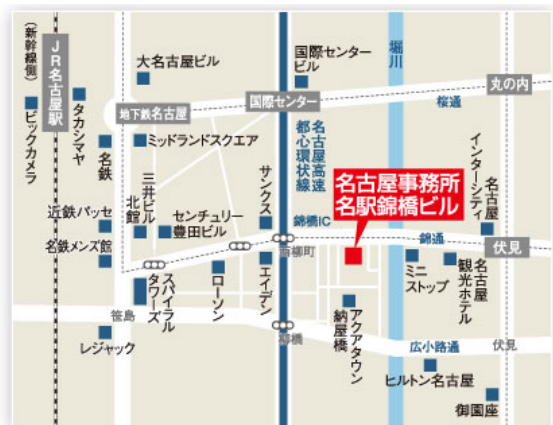 (新幹線側)
JR名古屋駅
大名古屋ビル
国際センター
ビル
堀川
丸の内
タカシマヤ
ビックカメラ
地下鉄名古屋
国際センター
桜通
名鉄
ミッドランドスクエア
名古屋高速
都心環状線
名古屋事務所
名駅錦橋ビル
名古屋
インターシティ
三井ビル
北館
サンクス
近鉄パッセ
センチュリー
豊田ビル
錦橋IC
錦通
伏見
名鉄メンズ館
西柳町
スパイラル
タワーズ
ローソン
エイデン
ミニ
ストップ
名古屋
観光ホテル
笹島
アクアタウン
納屋橋
レジャック
柳橋
広小路通
伏見
ヒルトン名古屋
御園座